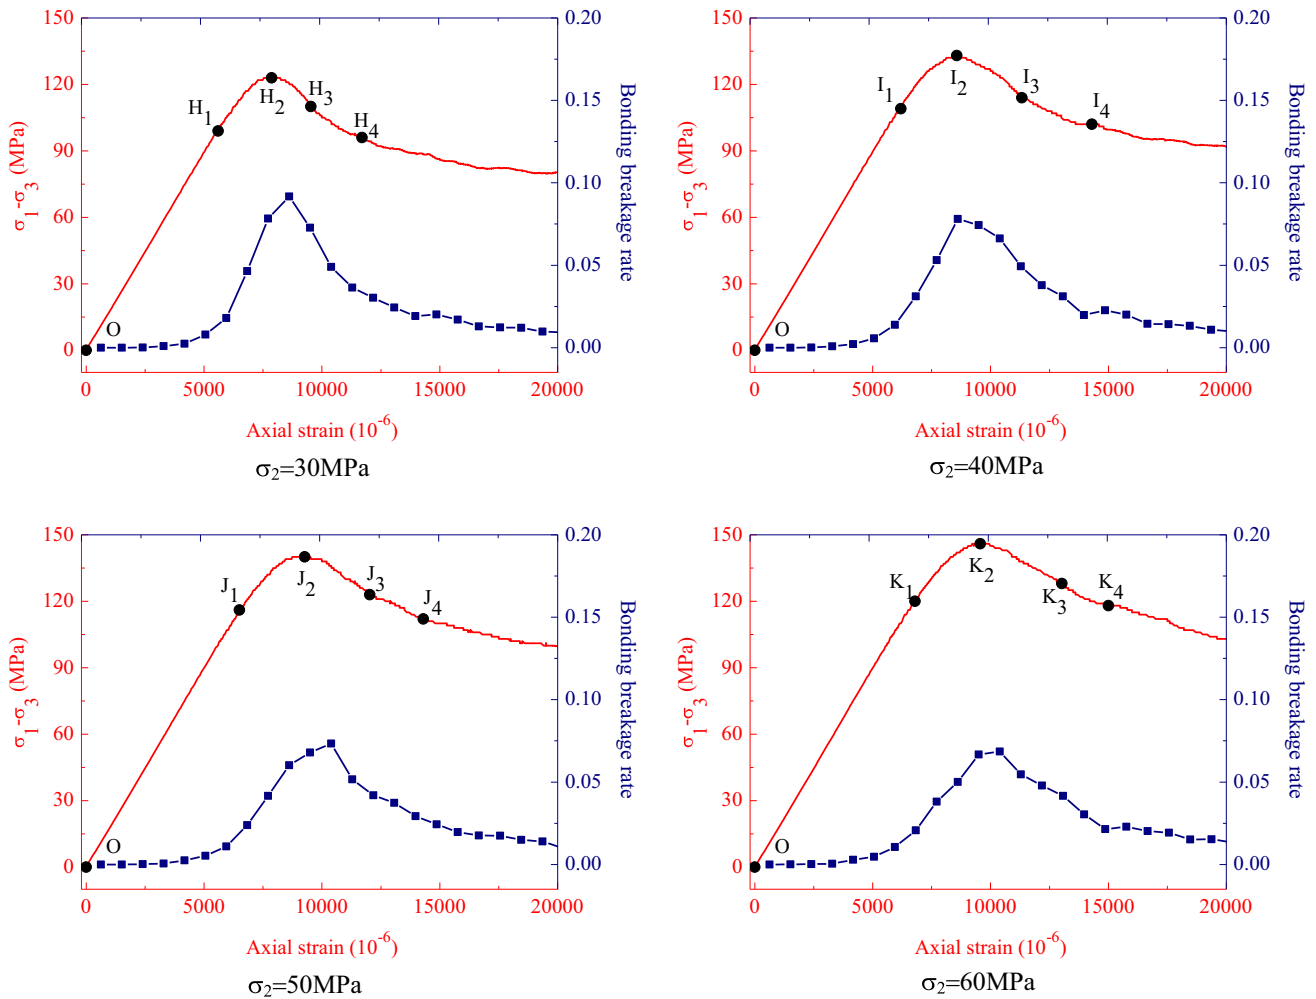 150
120
90
60
30
0
σ1-σ3 (MPa)
H1
H2
H3
H4
O
0.20
0.15
0.10
0.05
0.00
Bonding breakage rate
0 5000 10000 15000 20000
Axial strain (10-6)
σ2=30MPa
150
120
90
60
30
0
σ1-σ3 (MPa)
I1
I2
I3
I4
O
0.20
0.15
0.10
0.05
0.00
Bonding breakage rate
0 5000 10000 15000 20000
Axial strain (10-6)
σ2=40MPa
150
120
90
60
30
0
σ1-σ3 (MPa)
J1
J2
J3
J4
O
0.20
0.15
0.10
0.05
0.00
Bonding breakage rate
0 5000 10000 15000 20000
Axial strain (10-6)
σ2=50MPa
150
120
90
60
30
0
σ1-σ3 (MPa)
K1
K2
K3
K4
O
0.20
0.15
0.10
0.05
0.00
Bonding breakage rate
0 5000 10000 15000 20000
Axial strain (10-6)
σ2=60MPa